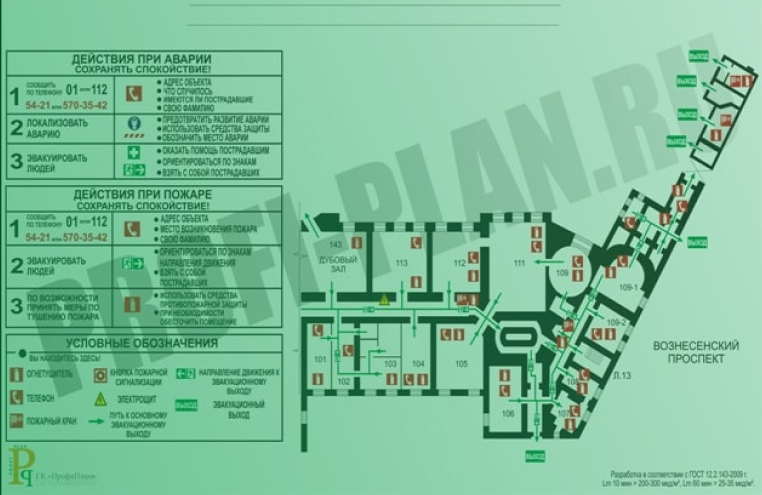 ДЕЙСТВИЯ ПРИ АВАРИИ
СОХРАНЯТЬ СПОКОЙСТВИЕ!
1 СООБЩИТЬ ПО ТЕЛЕФОНУ 01 или 112
54-21 или 570-35-42
● АДРЕС ОБЪЕКТА
● ЧТО СЛУЧИЛОСЬ
● ИМЕЮТСЯ ЛИ ПОСТРАДАВШИЕ
● СВОЮ ФАМИЛИЮ
2 ЛОКАЛИЗОВАТЬ
АВАРИЮ
● ПРЕДОТВРАТИТЬ РАЗВИТИЕ АВАРИИ
● ИСПОЛЬЗОВАТЬ СРЕДСТВА ЗАЩИТЫ
● ОБОЗНАЧИТЬ МЕСТО АВАРИИ
3 ЭВАКУИРОВАТЬ
ЛЮДЕЙ
● ОКАЗАТЬ ПОМОЩЬ ПОСТРАДАВШИМ
● ОРИЕНТИРОВАТЬСЯ ПО ЗНАКАМ
● ВЗЯТЬ С СОБОЙ ПОСТРАДАВШИХ
ДЕЙСТВИЯ ПРИ ПОЖАРЕ
СОХРАНЯТЬ СПОКОЙСТВИЕ!
1 СООБЩИТЬ ПО ТЕЛЕФОНУ 01 или 112
54-21 или 570-35-42
● АДРЕС ОБЪЕКТА
● МЕСТО ВОЗНИКНОВЕНИЯ ПОЖАРА
● СВОЮ ФАМИЛИЮ
2 ЭВАКУИРОВАТЬ
ЛЮДЕЙ
● ОРИЕНТИРОВАТЬСЯ ПО ЗНАКАМ
НАПРАВЛЕНИЯ ДВИЖЕНИЯ
● ВЗЯТЬ С СОБОЙ
ПОСТРАДАВШИХ
3 ПО ВОЗМОЖНОСТИ
ПРИНЯТЬ МЕРЫ ПО
ТУШЕНИЮ ПОЖАРА
● ИСПОЛЬЗОВАТЬ СРЕДСТВА
ПРОТИВОПОЖАРНОЙ ЗАЩИТЫ
● ПРИ НЕОБХОДИМОСТИ
ОБЕСТОЧИТЬ ПОМЕЩЕНИЕ
УСЛОВНЫЕ ОБОЗНАЧЕНИЯ
ВЫ НАХОДИТЕСЬ ЗДЕСЬ!
ОГНЕТУШИТЕЛЬ
КНОПКА ПОЖАРНОЙ
СИГНАЛИЗАЦИИ
НАПРАВЛЕНИЯ ДВИЖЕНИЯ К
ЭВАКУАЦИОННОМУ
ВЫХОДУ
ТЕЛЕФОН
ЭЛЕКТРОЩИТ
ПОЖАРНЫЙ КРАН
ПУТЬ К ОСНОВНОМУ
ЭВАКУАЦИОННОМУ
ВЫХОДУ
ВЫХОД
ЭВАКУАЦИОННЫЙ
ВЫХОД
ГК «ПрофиПлан»
PROFI-PLAN.RU
ВЫХОД
ВЫХОД
ВЫХОД
ВЫХОД
ВЫХОД
143
ДУБОВЫЙ
ЗАЛ
113
112
111
109
109-1
109-2
101
102
103
104
105
106
107
108
Л.13
ВОЗНЕСЕНСКИЙ
ПРОСПЕКТ
ВЫХОД
Разработка в соответствии с ГОСТ 12.2.143-2009 г.
Lm 10 мин > 200-300 мкд/м², Lm 60 мин > 25-35 мкд/м².